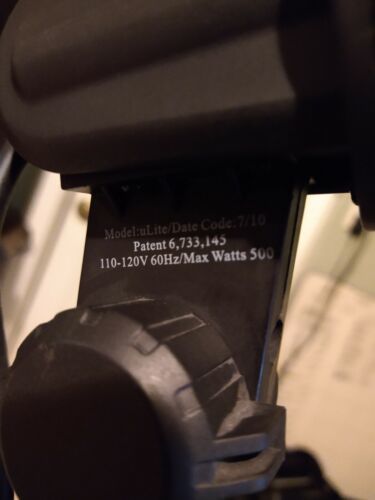 Model:uLite/Date Code:7/10
Patent 6,733,145
110-120V 60Hz/Max Watts 500